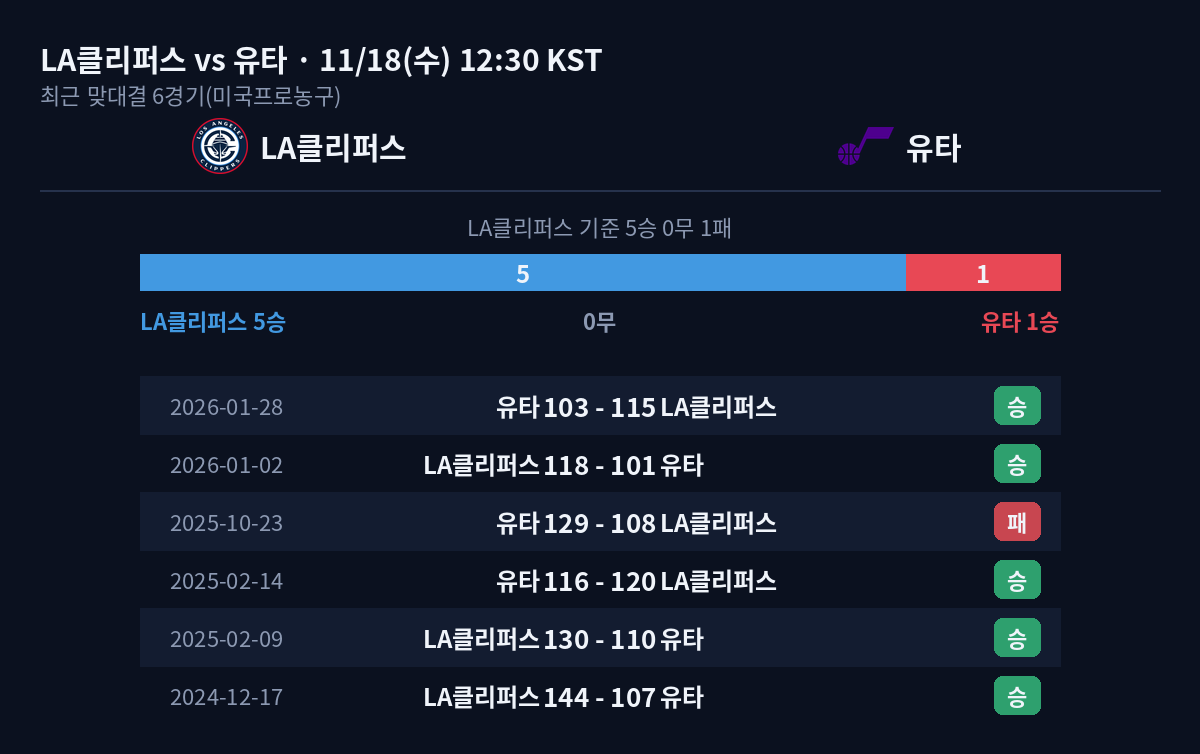 LA클리퍼스 vs 유타 · 11/18(수) 12:30 KST
최근 맞대결 6경기(미국프로농구)
LOS ANGELES CLIPPERS LA클리퍼스 유타
LA클리퍼스 기준 5승 0무 1패
5 1
LA클리퍼스 5승 0무 유타 1승
2026-01-28 유타 103 - 115 LA클리퍼스 승
2026-01-02 LA클리퍼스 118 - 101 유타 승
2025-10-23 유타 129 - 108 LA클리퍼스 패
2025-02-14 유타 116 - 120 LA클리퍼스 승
2025-02-09 LA클리퍼스 130 - 110 유타 승
2024-12-17 LA클리퍼스 144 - 107 유타 승